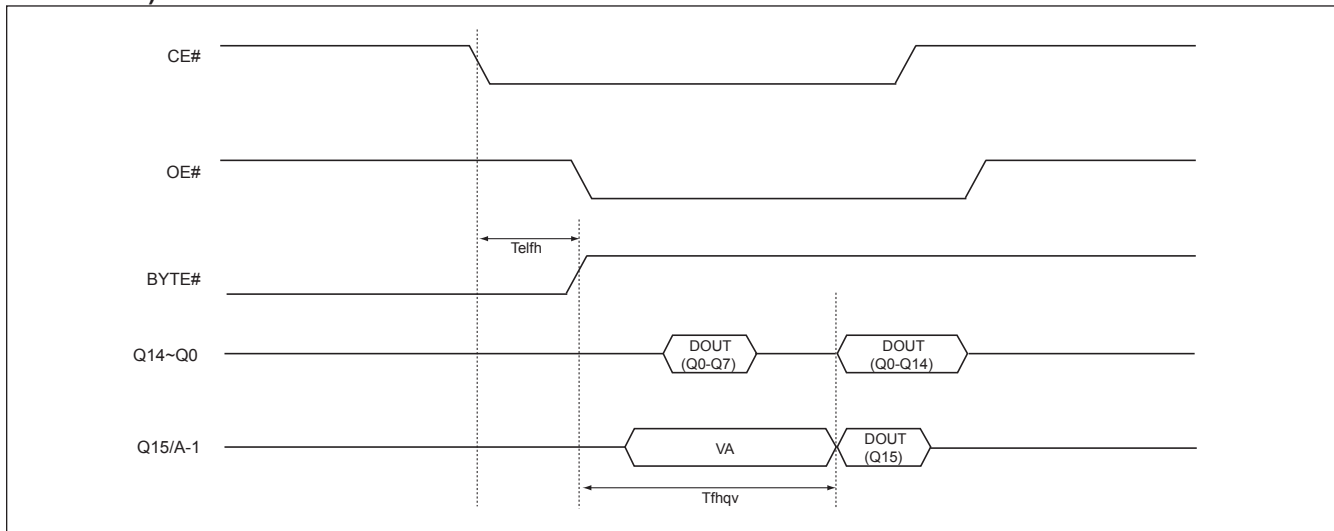 CE#
OE#
Telfh
BYTE#
Q14~Q0
DOUT
(Q0-Q7)
DOUT
(Q0-Q14)
Q15/A-1
VA
DOUT
(Q15)
Tfhqv